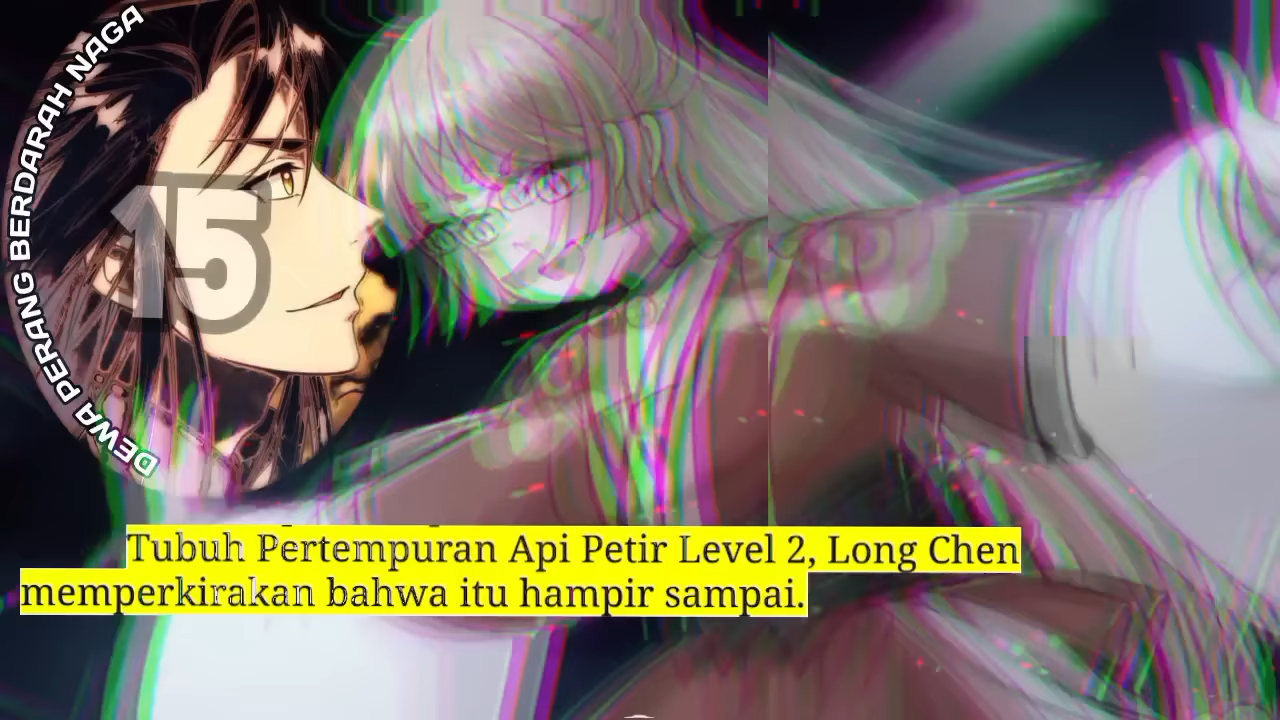 DEWA PERANG BERDARAH NAGA
15
Tubuh Pertempuran Api Petir Level 2, Long Chen
memperkirakan bahwa itu hampir sampai.